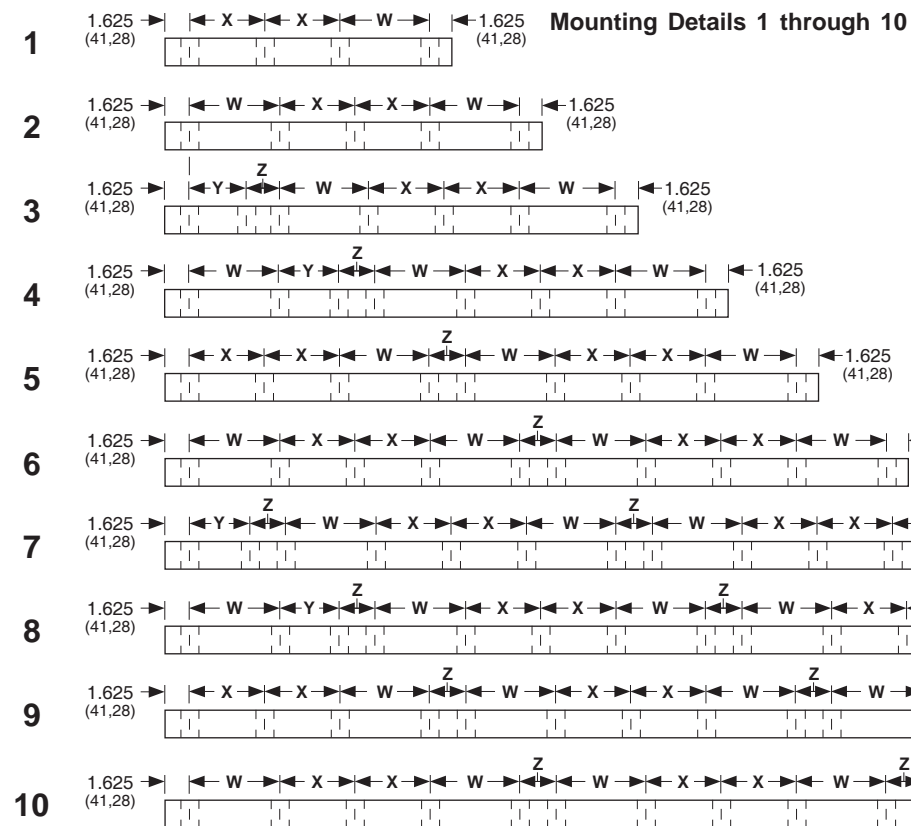 Mounting Details 1 through 10
1 1.625 X X W 1.625
(41,28) (41,28)
2 1.625 W X X W 1.625
(41,28) (41,28)
Z
3 1.625 Y W X X W 1.625
(41,28) (41,28)
Z
4 1.625 W Y W X X W 1.625
(41,28) (41,28)
Z
5 1.625 X X W W X X W 1.625
(41,28) (41,28)
Z
6 1.625 W X X W W X X W
(41,28)
Z Z
7 1.625 Y W X X W W X X
(41,28)
Z Z
8 1.625 W Y W X X W W X
(41,28)
Z Z
9 1.625 X X W W X X W W
(41,28)
Z Z
10 1.625 W X X W W X X W
(41,28)